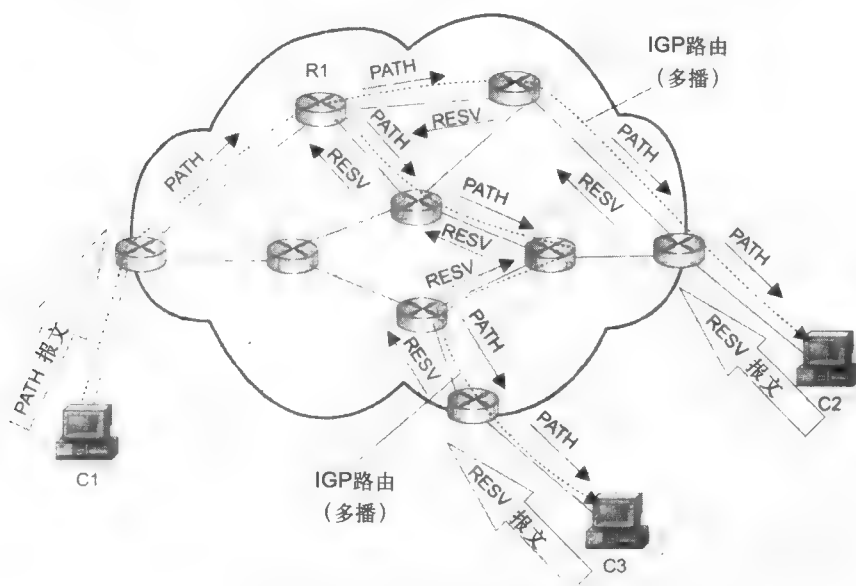 IGP路由
(多播)
R1
PATH
RESV
PATH
RESV
PATH
PATH
RESV
PATH
RESV
PATH
RESV
PATH
RESV
PATH
RESV 报文
C2
PATH 报文
C1
IGP路由
(多播)
PATH
RESV 报文
C3